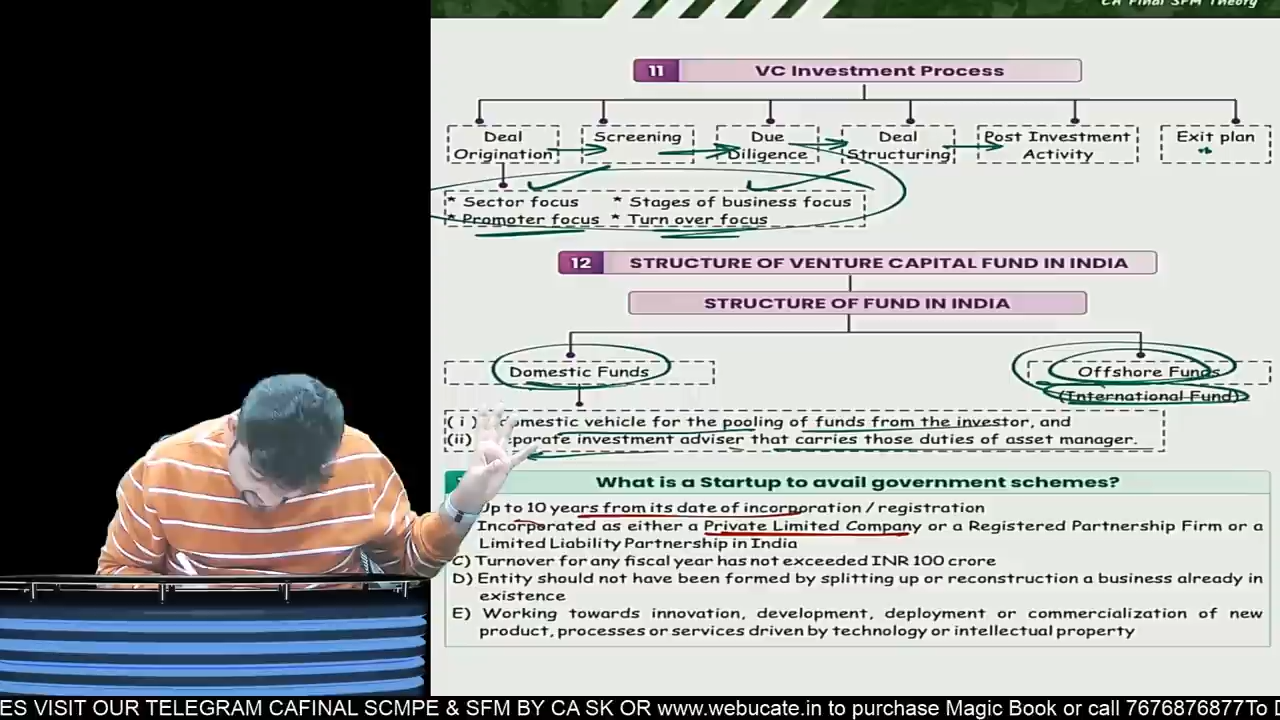 CA Final SFM Theory
11 VC Investment Process
Deal Origination
Screening
Due Diligence
Deal Structuring
Post Investment Activity
Exit plan
* Sector focus * Stages of business focus
* Promoter focus * Turn over focus
12 STRUCTURE OF VENTURE CAPITAL FUND IN INDIA
STRUCTURE OF FUND IN INDIA
Domestic Funds
Offshore Funds
(International Fund)
( i ) domestic vehicle for the pooling of funds from the investor, and
(ii) separate investment adviser that carries those duties of asset manager.
What is a Startup to avail government schemes?
Up to 10 years from its date of incorporation / registration
Incorporated as either a Private Limited Company or a Registered Partnership Firm or a
Limited Liability Partnership in India
C) Turnover for any fiscal year has not exceeded INR 100 crore
D) Entity should not have been formed by splitting up or reconstruction a business already in
existence
E) Working towards innovation, development, deployment or commercialization of new
product, processes or services driven by technology or intellectual property
ES VISIT OUR TELEGRAM CAFINAL SCMPE & SFM BY CA SK OR www.webucate.in to purchase Magic Book or call 7676876877To